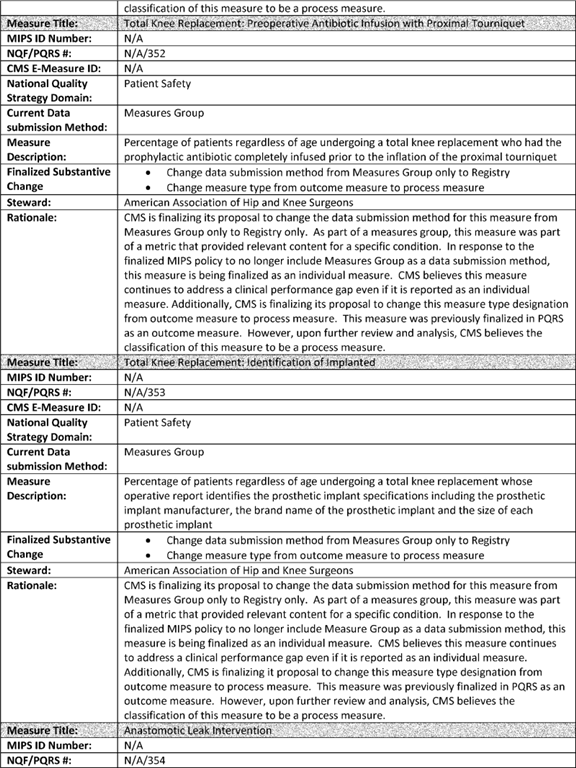 classification of this measure to be a process measure.
Measure Title: Total Knee Replacement: Preoperative Antibiotic Infusion with Proximal Tourniquet
MIPS ID Number: N/A
NQF/PQRS #: N/A/352
CMS E-Measure ID: N/A
National Quality Patient Safety
Strategy Domain:
Current Data Measures Group
submission Method:
Measure Percentage of patients regardless of age undergoing a total knee replacement who had the
Description: prophylactic antibiotic completely infused prior to the inflation of the proximal tourniquet
Finalized Substantive • Change data submission method from Measures Group only to Registry
Change • Change measure type from outcome measure to process measure
Steward: American Association of Hip and Knee Surgeons
Rationale: CMS is finalizing its proposal to change the data submission method for this measure from
Measures Group only to Registry only. As part of a measures group, this measure was part
of a metric that provided relevant content for a specific condition. In response to the
finalized MIPS policy to no longer include Measures Group as a data submission method,
this measure is being finalized as an individual measure. CMS believes this measure
continues to address a clinical performance gap even if it is reported as an individual
measure. Additionally, CMS is finalizing its proposal to change this measure type designation
from outcome measure to process measure. This measure was previously finalized in PQRS
as an outcome measure. However, upon further review and analysis, CMS believes the
classification of this measure to be a process measure.
Measure Title: Total Knee Replacement: Identification of Implanted
MIPS ID Number: N/A
NQF/PQRS #: N/A/353
CMS E-Measure ID: N/A
National Quality Patient Safety
Strategy Domain:
Current Data Measures Group
submission Method:
Measure Percentage of patients regardless of age undergoing a total knee replacement whose
Description: operative report identifies the prosthetic implant specifications including the prosthetic
implant manufacturer, the brand name of the prosthetic implant and the size of each
prosthetic implant
Finalized Substantive • Change data submission method from Measures Group only to Registry
Change • Change measure type from outcome measure to process measure
Steward: American Association of Hip and Knee Surgeons
Rationale: CMS is finalizing its proposal to change the data submission method for this measure from
Measures Group only to Registry only. As part of a measures group, this measure was part
of a metric that provided relevant content for a specific condition. In response to the
finalized MIPS policy to no longer include Measure Group as a data submission method, this
measure is being finalized as an individual measure. CMS believes this measure continues
to address a clinical performance gap even if it is reported as an individual measure.
Additionally, CMS is finalizing it proposal to change this measure type designation from
outcome measure to process measure. This measure was previously finalized in PQRS as an
outcome measure. However, upon further review and analysis, CMS believes the
classification of this measure to be a process measure.
Measure Title: Anastomotic Leak Intervention
MIPS ID Number: N/A
NQF/PQRS #: N/A/354